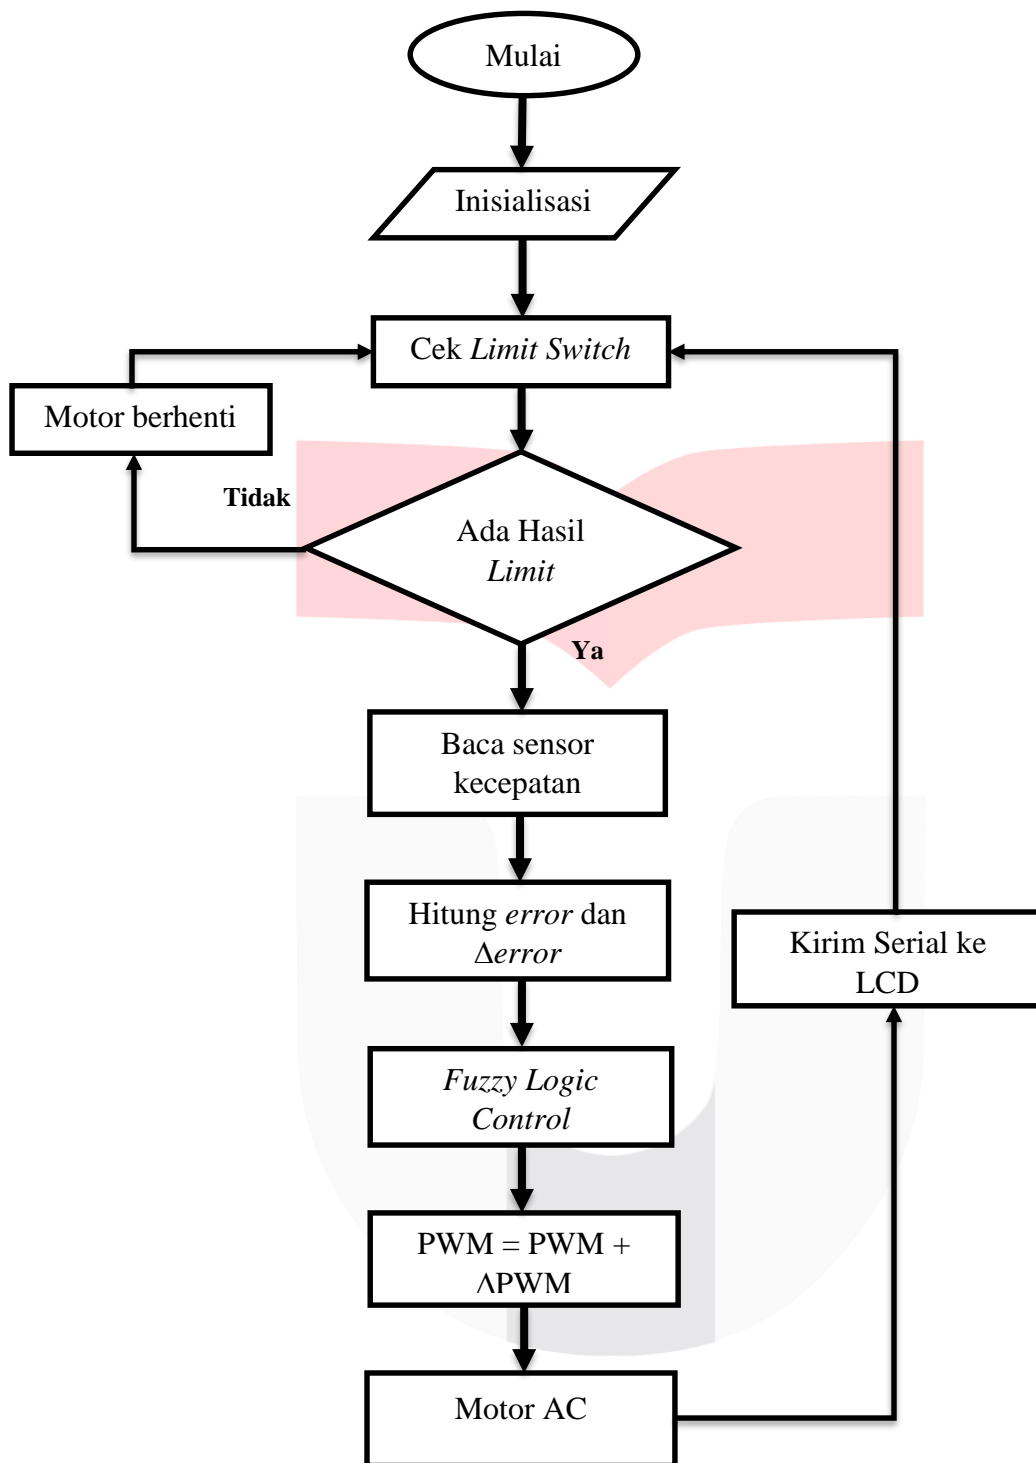 Mulai
Inisialisasi
Cek Limit Switch
Motor berhenti
Tidak
Ada Hasil
Limit
Ya
Baca sensor
kecepatan
Hitung error dan
Δerror
Kirim Serial ke
LCD
Fuzzy Logic
Control
PWM = PWM +
ΔPWM
Motor AC